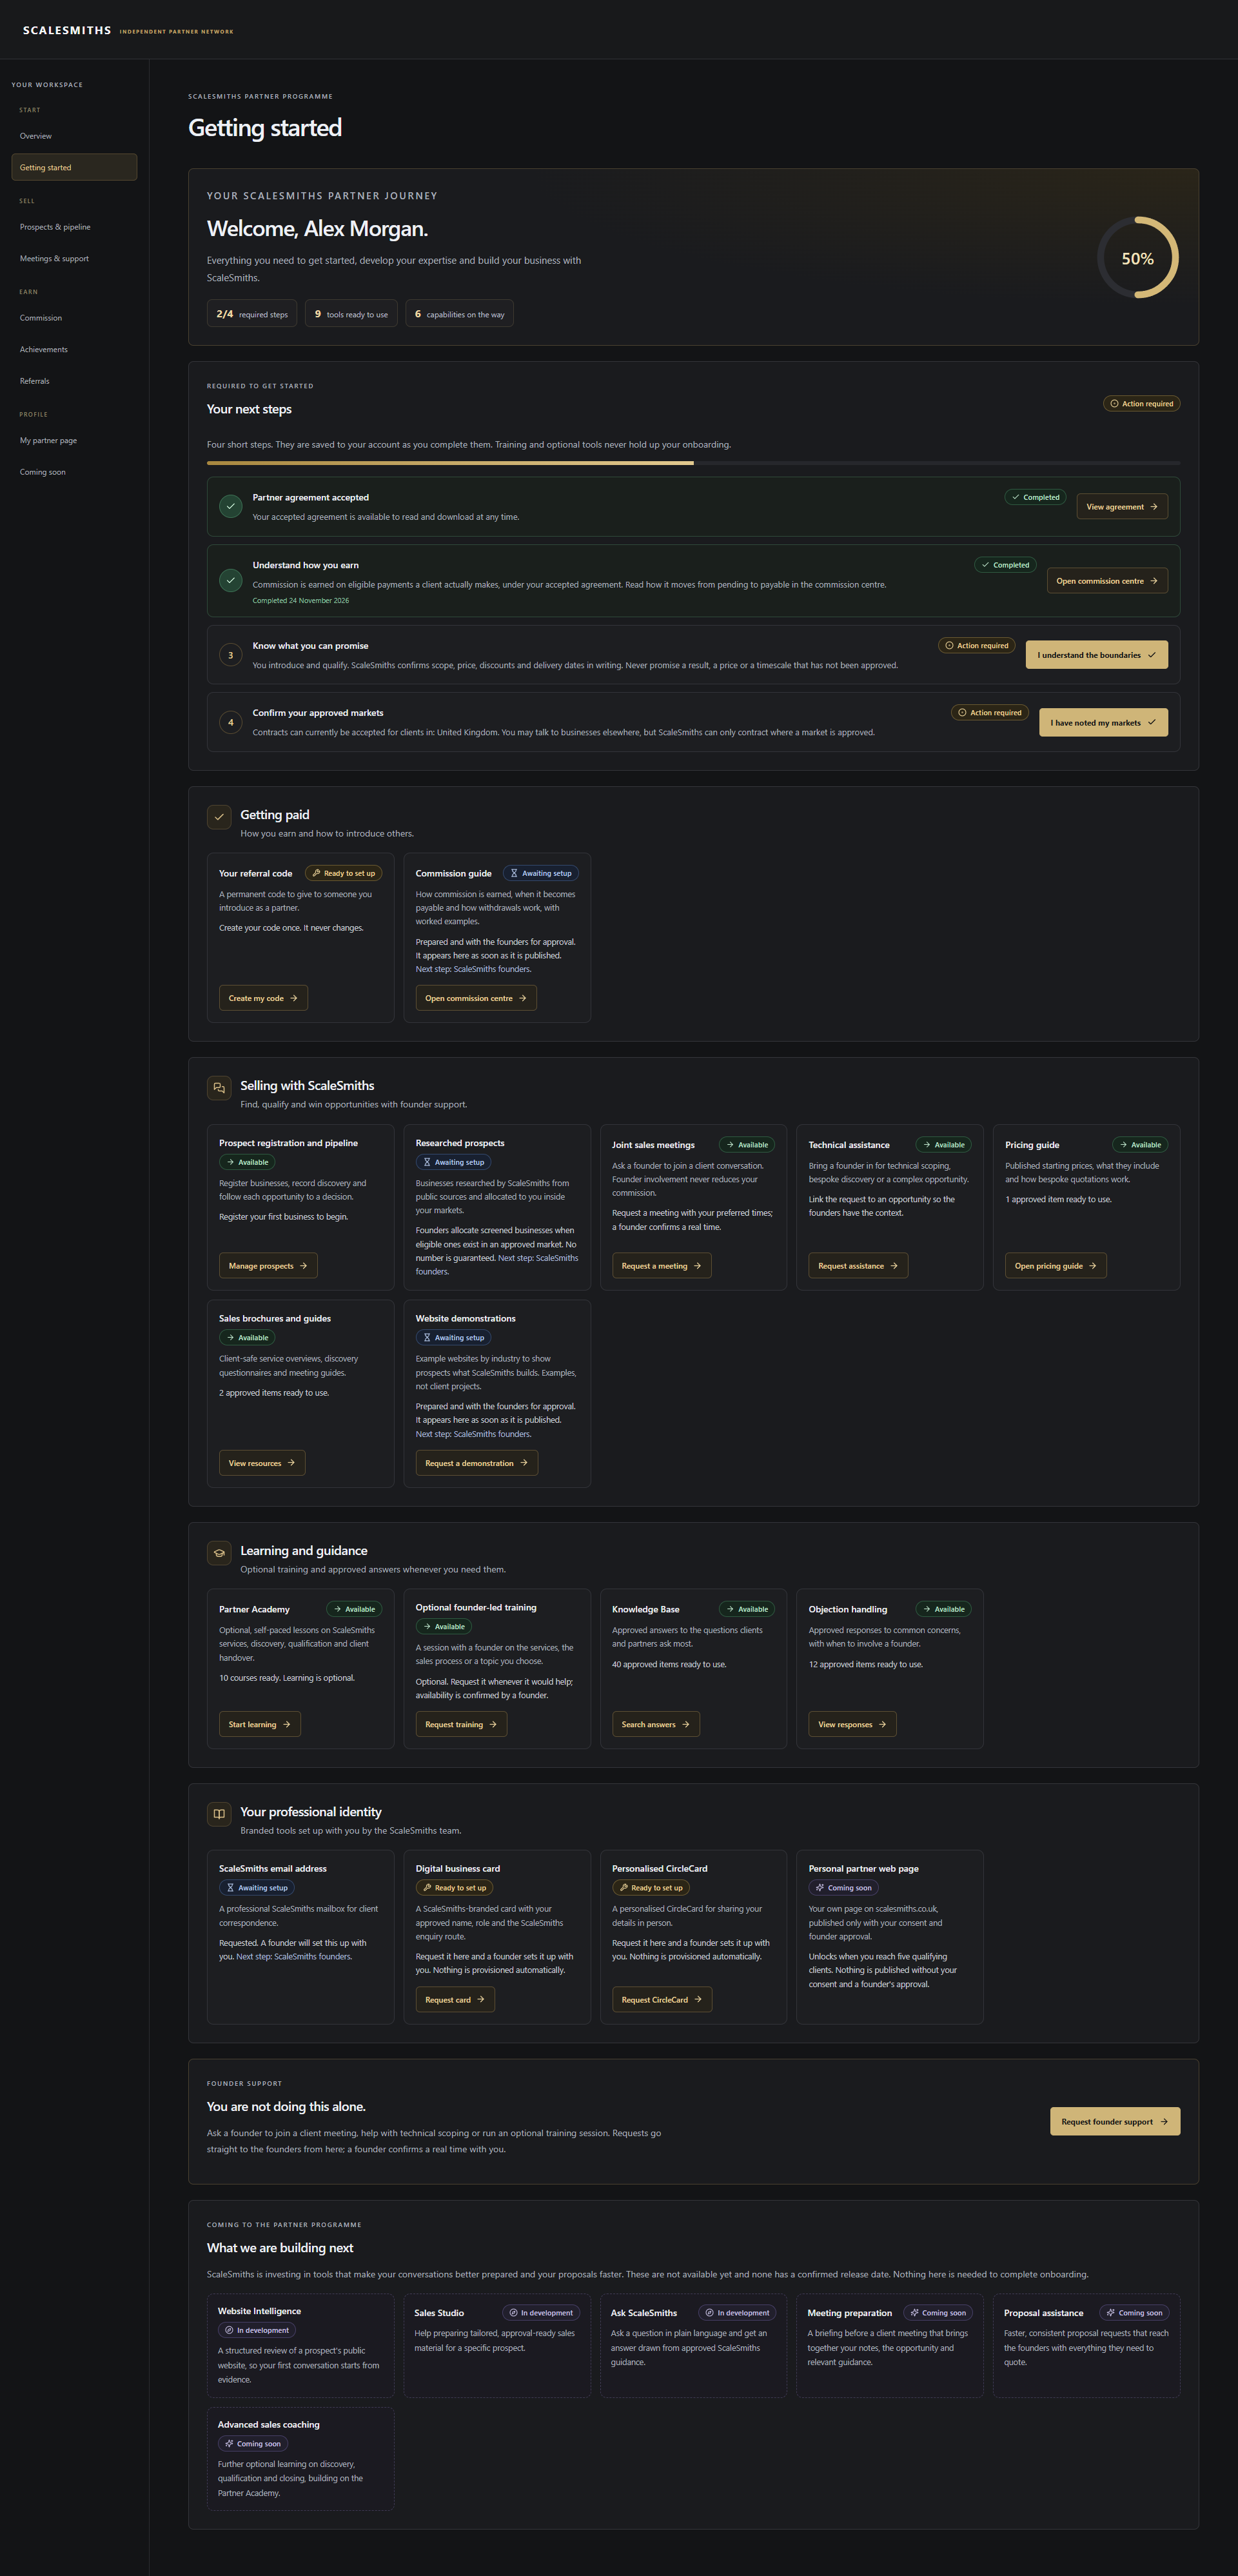 SCALESMITHS INDEPENDENT PARTNER NETWORK
YOUR WORKSPACE
START
Overview
Getting started
SELL
Prospects & pipeline
Meetings & support
EARN
Commission
Achievements
Referrals
PROFILE
My partner page
Coming soon
SCALESMITHS PARTNER PROGRAMME
Getting started
YOUR SCALESMITHS PARTNER JOURNEY
Welcome, Alex Morgan.
Everything you need to get started, develop your expertise and build your business with
ScaleSmiths.
2/4 required steps
9 tools ready to use
6 capabilities on the way
50%
REQUIRED TO GET STARTED
Your next steps
Action required
Four short steps. They are saved to your account as you complete them. Training and optional tools never hold up your onboarding.
Partner agreement accepted
Your accepted agreement is available to read and download at any time.
Completed
View agreement
Understand how you earn
Commission is earned on eligible payments a client actually makes, under your accepted agreement. Read how it moves from pending to payable in the commission centre.
Completed 24 November 2026
Completed
Open commission centre
3
Know what you can promise
You introduce and qualify. ScaleSmiths confirms scope, price, discounts and delivery dates in writing. Never promise a result, a price or a timescale that has not been approved.
Action required
I understand the boundaries
4
Confirm your approved markets
Contracts can currently be accepted for clients in: United Kingdom. You may talk to businesses elsewhere, but ScaleSmiths can only contract where a market is approved.
Action required
I have noted my markets
Getting paid
How you earn and how to introduce others.
Your referral code
Ready to set up
A permanent code to give to someone you
introduce as a partner.
Create your code once. It never changes.
Create my code
Commission guide
Awaiting setup
How commission is earned, when it becomes
payable and how withdrawals work, with
worked examples.
Prepared and with the founders for approval.
It appears here as soon as it is published.
Next step: ScaleSmiths founders.
Open commission centre
Selling with ScaleSmiths
Find, qualify and win opportunities with founder support.
Prospect registration and pipeline
Available
Register businesses, record discovery and
follow each opportunity to a decision.
Register your first business to begin.
Manage prospects
Researched prospects
Awaiting setup
Businesses researched by ScaleSmiths from
public sources and allocated to you inside
your markets.
Founders allocate screened businesses when
eligible ones exist in an approved market. No
number is guaranteed. Next step: ScaleSmiths
founders.
Joint sales meetings
Available
Ask a founder to join a client conversation.
Founder involvement never reduces your
commission.
Request a meeting with your preferred times;
a founder confirms a real time.
Request a meeting
Technical assistance
Available
Bring a founder in for technical scoping,
bespoke discovery or a complex opportunity.
Link the request to an opportunity so the
founders have the context.
Request assistance
Pricing guide
Available
Published starting prices, what they include
and how bespoke quotations work.
1 approved item ready to use.
Open pricing guide
Sales brochures and guides
Available
Client-safe service overviews, discovery
questionnaires and meeting guides.
2 approved items ready to use.
View resources
Website demonstrations
Awaiting setup
Example websites by industry to show
prospects what ScaleSmiths builds. Examples,
not client projects.
Prepared and with the founders for approval.
It appears here as soon as it is published.
Next step: ScaleSmiths founders.
Request a demonstration
Learning and guidance
Optional training and approved answers whenever you need them.
Partner Academy
Available
Optional, self-paced lessons on ScaleSmiths
services, discovery, qualification and client
handover.
10 courses ready. Learning is optional.
Start learning
Optional founder-led training
Available
A session with a founder on the services, the
sales process or a topic you choose.
Optional. Request it whenever it would help;
availability is confirmed by a founder.
Request training
Knowledge Base
Available
Approved answers to the questions clients
and partners ask most.
40 approved items ready to use.
Search answers
Objection handling
Available
Approved responses to common concerns,
with when to involve a founder.
12 approved items ready to use.
View responses
Your professional identity
Branded tools set up with you by the ScaleSmiths team.
ScaleSmiths email address
Awaiting setup
A professional ScaleSmiths mailbox for client
correspondence.
Requested. A founder will set this up with
you. Next step: ScaleSmiths founders.
Digital business card
Ready to set up
A ScaleSmiths-branded card with your
approved name, role and the ScaleSmiths
enquiry route.
Request it here and a founder sets it up with
you. Nothing is provisioned automatically.
Request card
Personalised CircleCard
Ready to set up
A personalised CircleCard for sharing your
details in person.
Request it here and a founder sets it up with
you. Nothing is provisioned automatically.
Request CircleCard
Personal partner web page
Coming soon
Your own page on scalesmiths.co.uk,
published only with your consent and
founder approval.
Unlocks when you reach five qualifying
clients. Nothing is published without your
consent and a founder's approval.
FOUNDER SUPPORT
You are not doing this alone.
Ask a founder to join a client meeting, help with technical scoping or run an optional training session. Requests go
straight to the founders from here; a founder confirms a real time with you.
Request founder support
COMING TO THE PARTNER PROGRAMME
What we are building next
ScaleSmiths is investing in tools that make your conversations better prepared and your proposals faster. These are not available yet and none has a confirmed release date. Nothing here is needed to complete onboarding.
Website Intelligence
In development
A structured review of a prospect's public
website, so your first conversation starts from
evidence.
Sales Studio
In development
Help preparing tailored, approval-ready sales
material for a specific prospect.
Ask ScaleSmiths
In development
Ask a question in plain language and get an
answer drawn from approved ScaleSmiths
guidance.
Meeting preparation
Coming soon
A briefing before a client meeting that brings
together your notes, the opportunity and
relevant guidance.
Proposal assistance
Coming soon
Faster, consistent proposal requests that reach
the founders with everything they need to
quote.
Advanced sales coaching
Coming soon
Further optional learning on discovery,
qualification and closing, building on the
Partner Academy.